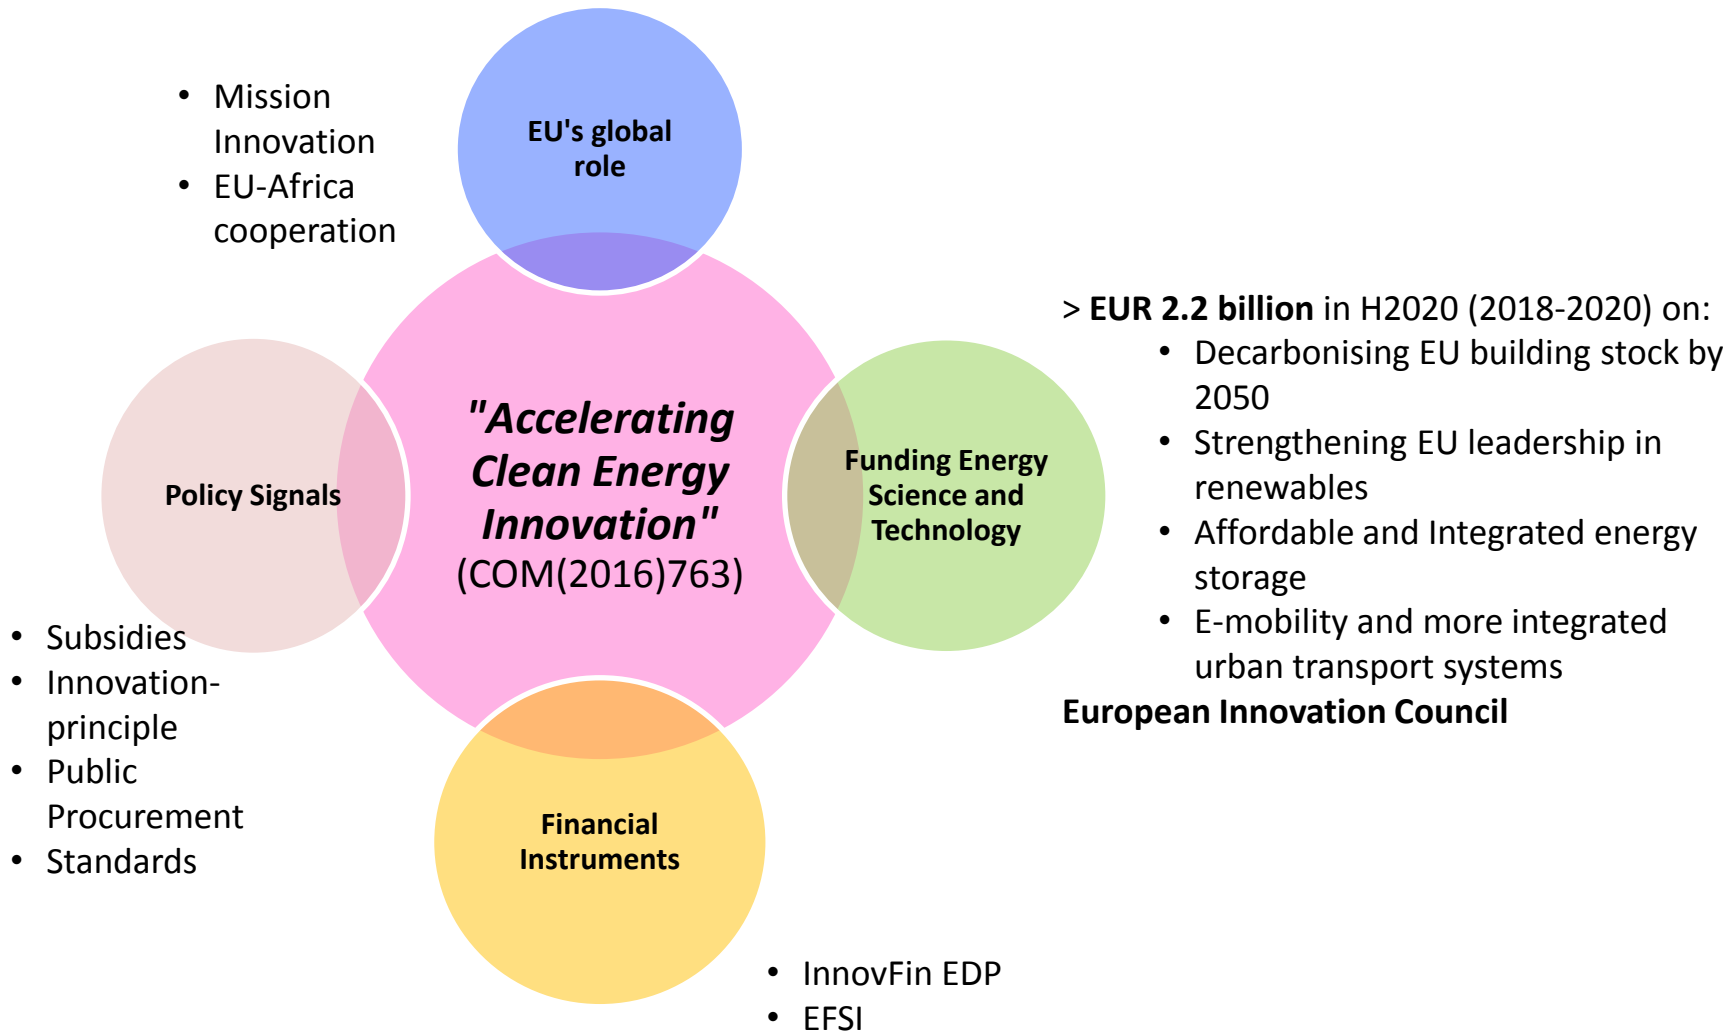 • Mission
Innovation
• EU-Africa
cooperation
EU's global
role
> EUR 2.2 billion in H2020 (2018-2020) on:
• Decarbonising EU building stock by
2050
• Strengthening EU leadership in
renewables
• Affordable and Integrated energy
storage
• E-mobility and more integrated
urban transport systems
European Innovation Council
"Accelerating
Clean Energy
Innovation"
(COM(2016)763)
Policy Signals
Funding Energy
Science and
Technology
• Subsidies
• Innovation-
principle
• Public
Procurement
• Standards
Financial
Instruments
• InnovFin EDP
• EFSI